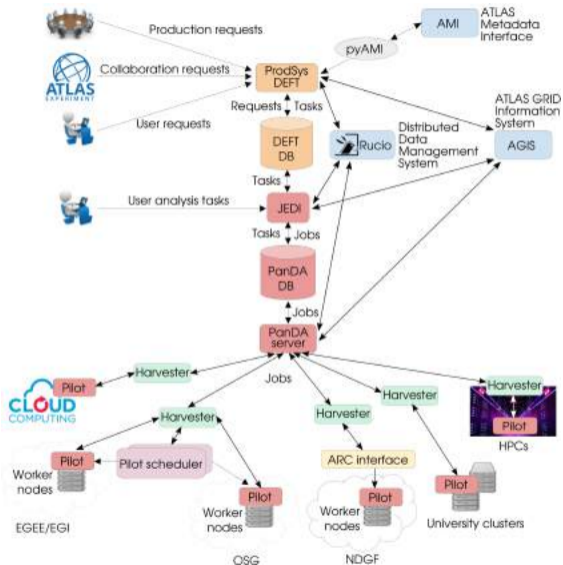 Production requests
AMI
ATLAS
Metadata
Interface
pyAMI
ATLAS
EXPERIMENT
Collaboration requests
ProdSys
DEFT
Requests
Tasks
ATLAS GRID
Information
System
User requests
DEFT
DB
Rucio
Distributed
Data
Management
System
AGIS
Tasks
User analysis tasks
JEDI
Tasks
Jobs
PanDA
DB
Jobs
PanDA
server
CLOUD
COMPUTING
Pilot
Harvester
Jobs
Harvester
Harvester
Harvester
Harvester
Pilot
HPCs
Pilot
Worker
nodes
EGEE/EGI
Pilot scheduler
Pilot
Worker
nodes
OSG
ARC interface
Pilot
Worker
nodes
NDGF
Pilot
University clusters